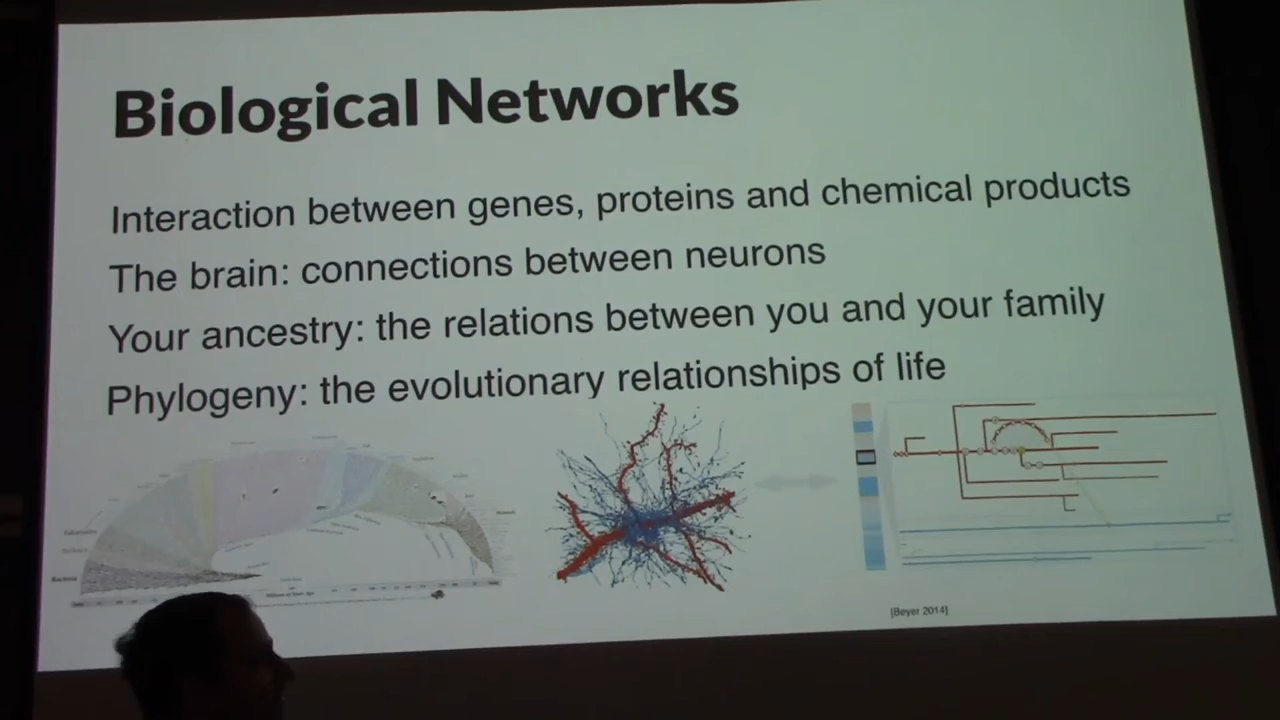 Biological Networks
Interaction between genes, proteins and chemical products
The brain: connections between neurons
Your ancestry: the relations between you and your family
Phylogeny: the evolutionary relationships of life
Bacteria
[Beyer 2014]